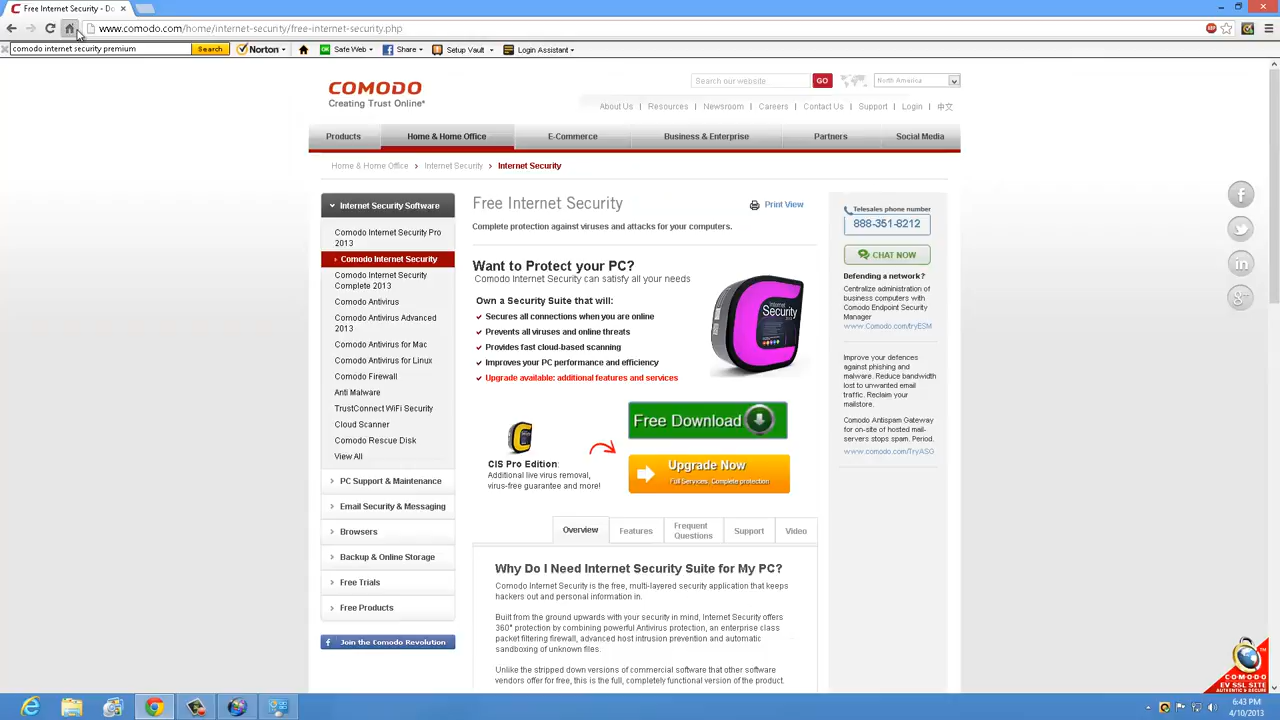 Free Internet Security - Do
www.comodo.com/home/internet-security/free-internet-security.php
comodo internet security premium
Search
Norton
Safe Web
Share
Setup Vault
Login Assistant
COMODO
Creating Trust Online*
Search our website
GO
North America
About Us | Resources | Newsroom | Careers | Contact Us | Support | Login | 中文
Products
Home & Home Office
E-Commerce
Business & Enterprise
Partners
Social Media
Home & Home Office > Internet Security > Internet Security
Internet Security Software
Comodo Internet Security Pro
2013
Comodo Internet Security
Comodo Internet Security
Complete 2013
Comodo Antivirus
Comodo Antivirus Advanced
2013
Comodo Antivirus for Mac
Comodo Antivirus for Linux
Comodo Firewall
Anti Malware
TrustConnect WiFi Security
Cloud Scanner
Comodo Rescue Disk
View All
PC Support & Maintenance
Email Security & Messaging
Browsers
Backup & Online Storage
Free Trials
Free Products
Join the Comodo Revolution
Free Internet Security
Print View
Complete protection against viruses and attacks for your computers.
Want to Protect your PC?
Comodo Internet Security can satisfy all your needs
Own a Security Suite that will:
Secures all connections when you are online
Prevents all viruses and online threats
Provides fast cloud-based scanning
Improves your PC performance and efficiency
Upgrade available: additional features and services
Internet
Security
2013
Free Download
CIS Pro Edition:
Additional live virus removal,
virus-free guarantee and more!
Upgrade Now
Full Services, Complete protection
Overview
Features
Frequent
Questions
Support
Video
Why Do I Need Internet Security Suite for My PC?
Comodo Internet Security is the free, multi-layered security application that keeps
hackers out and personal information in.
Built from the ground upwards with your security in mind, Internet Security offers
360° protection by combining powerful Antivirus protection, an enterprise class
packet filtering firewall, advanced host intrusion prevention and automatic
sandboxing of unknown files.
Unlike the stripped down versions of commercial software that other software
vendors offer for free, this is the full, completely functional version of the product.
Telesales phone number
888-351-8212
CHAT NOW
Defending a network?
Centralize administration of
business computers with
Comodo Endpoint Security
Manager
www.Comodo.com/tryESM
Improve your defences
against phishing and
malware. Reduce bandwidth
lost to unwanted email
traffic. Reclaim your
mailstore.
Comodo Antispam Gateway
for on-site of hosted mail-
servers stops spam. Period.
www.comodo.com/TryASG
COMODO
EV SSL SITE
AUTHENTIC & SECURE
6:43 PM
4/10/2013